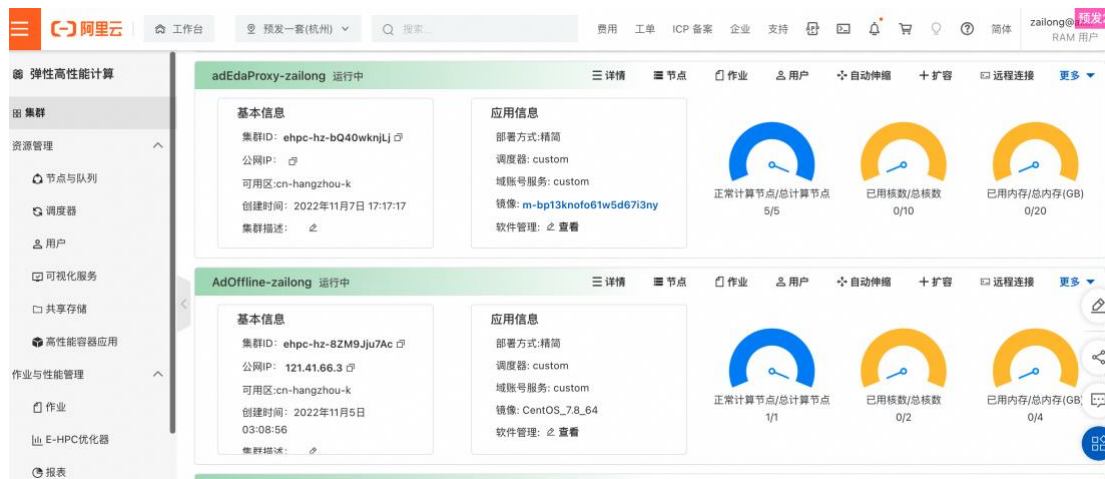 阿里云 工作台 预发一套(杭州) 搜索... 费用 工单 ICP 备案 企业 支持 简体 zailong@ 预发
RAM 用户
弹性高性能计算
集群
资源管理
节点与队列
调度器
用户
可视化服务
共享存储
高性能容器应用
作业与性能管理
作业
E-HPC优化器
报表
adEdaProxy-zailong 运行中 详情 节点 作业 用户 自动伸缩 扩容 远程连接 更多
基本信息
集群ID: ehpc-hz-bQ40wknjLj
公网IP:
可用区:cn-hangzhou-k
创建时间: 2022年11月7日 17:17:17
集群描述:
应用信息
部署方式:精简
调度器: custom
域账号服务: custom
镜像: m-bp13knofo61w5d67i3ny
软件管理: 查看
正常计算节点/总计算节点
5/5
已用核数/总核数
0/10
已用内存/总内存(GB)
0/20
AdOffline-zailong 运行中 详情 节点 作业 用户 自动伸缩 扩容 远程连接 更多
基本信息
集群ID: ehpc-hz-8ZM9Jju7Ac
公网IP: 121.41.66.3
可用区:cn-hangzhou-k
创建时间: 2022年11月5日
03:08:56
集群描述:
应用信息
部署方式:精简
调度器: custom
域账号服务: custom
镜像: CentOS_7.8_64
软件管理: 查看
正常计算节点/总计算节点
1/1
已用核数/总核数
0/2
已用内存/总内存(GB
0/4